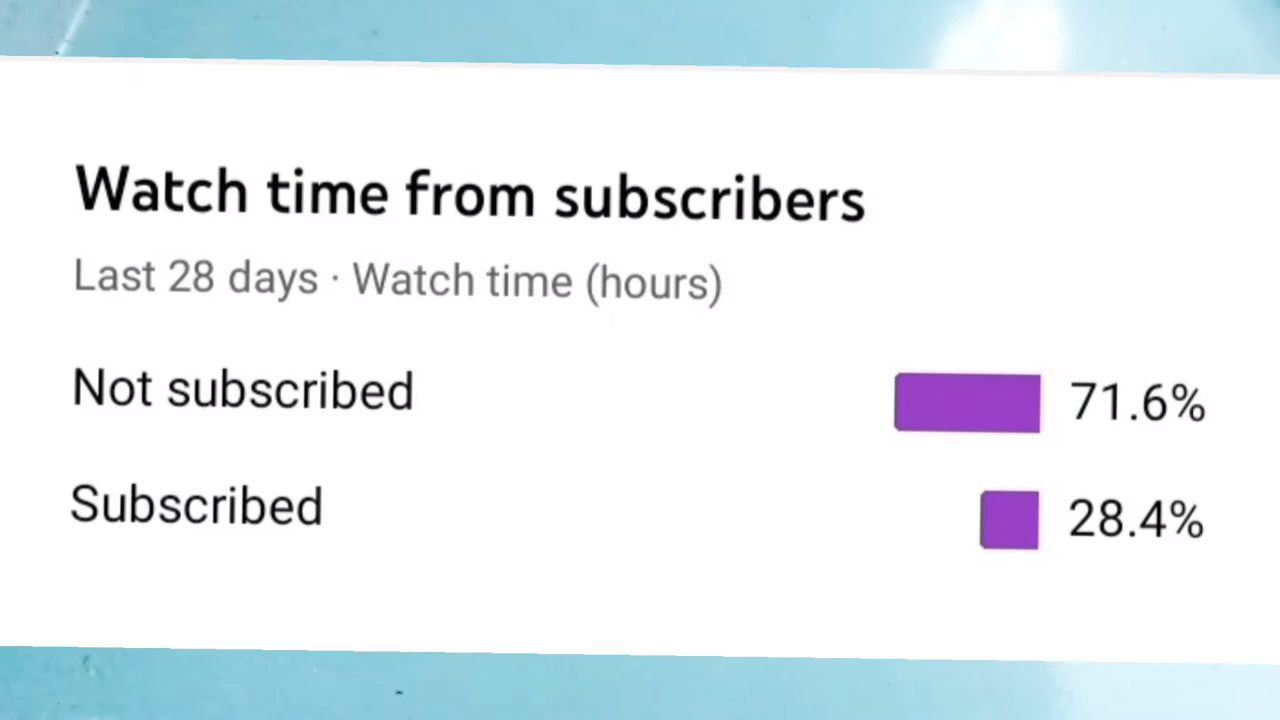 Watch time from subscribers
Last 28 days · Watch time (hours)
Not subscribed 71.6%
Subscribed 28.4%